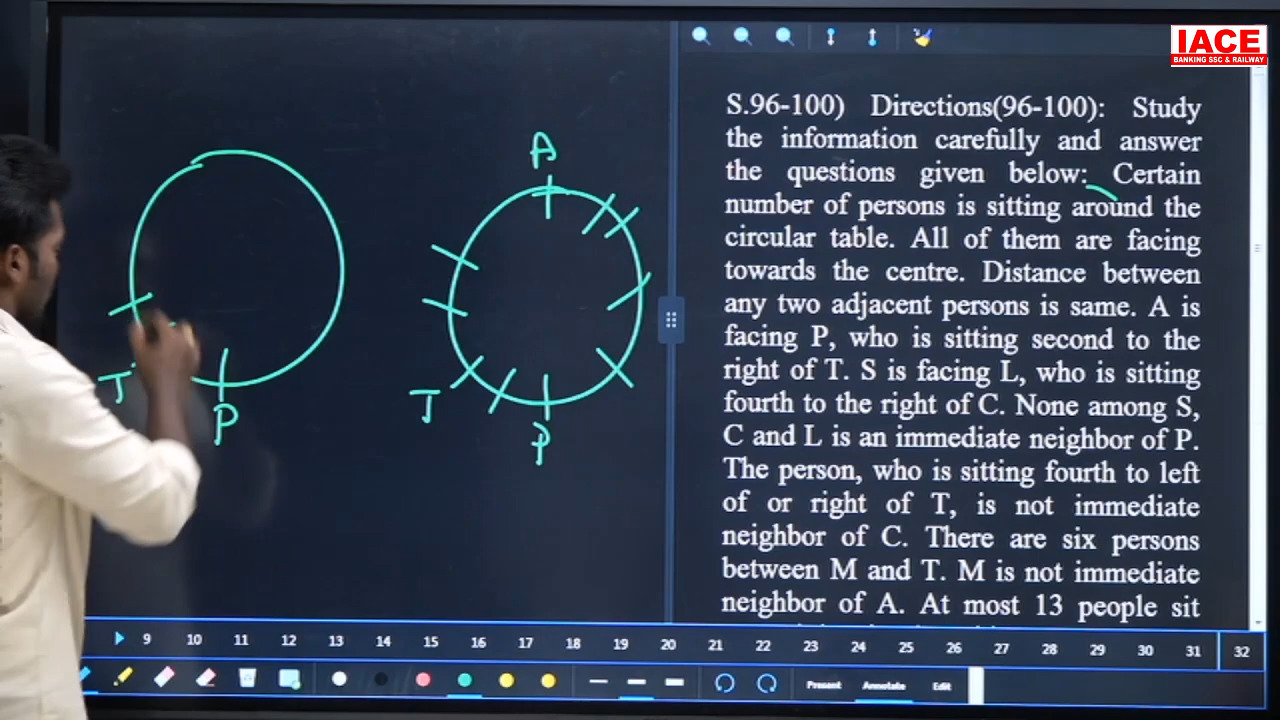 IACE
BANKING SSC & RAILWAY
S.96-100) Directions(96-100): Study
the information carefully and answer
the questions given below: Certain
number of persons is sitting around the
circular table. All of them are facing
towards the centre. Distance between
any two adjacent persons is same. A is
facing P, who is sitting second to the
right of T. S is facing L, who is sitting
fourth to the right of C. None among S,
C and L is an immediate neighbor of P.
The person, who is sitting fourth to left
of or right of T, is not immediate
neighbor of C. There are six persons
between M and T. M is not immediate
neighbor of A. At most 13 people sit
A
T
P
T
P
9 10 11 12 13 14 15 16 17 18 19 20 21 22 23 24 25 26 27 28 29 30 31 32
Present Annotate Edit